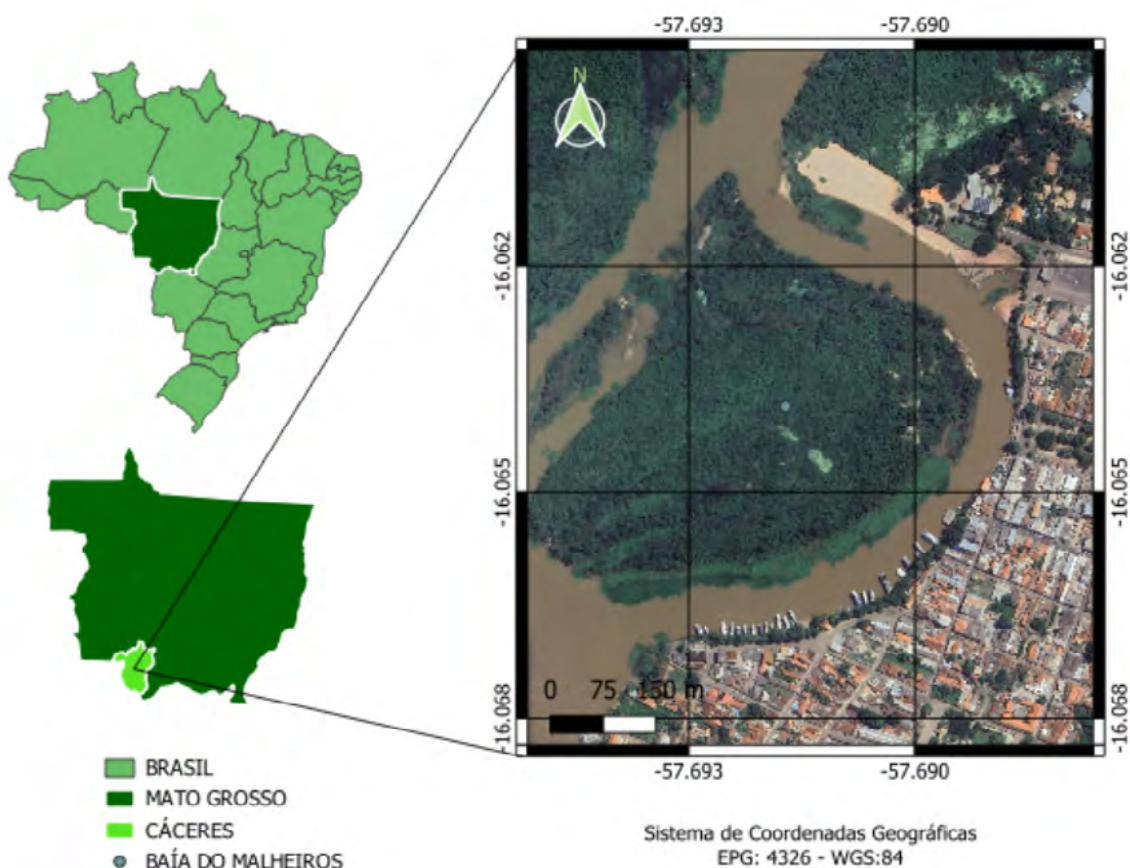 -57.693 -57.690
N
-16.062 -16.062
-16.065 -16.065
-16.068 -16.068
0 75 150 m
-57.693 -57.690
BRASIL
MATO GROSSO
CÁCERES
BAÍA DO MALHEIROS
Sistema de Coordenadas Geográficas
EPG: 4326 - WGS:84